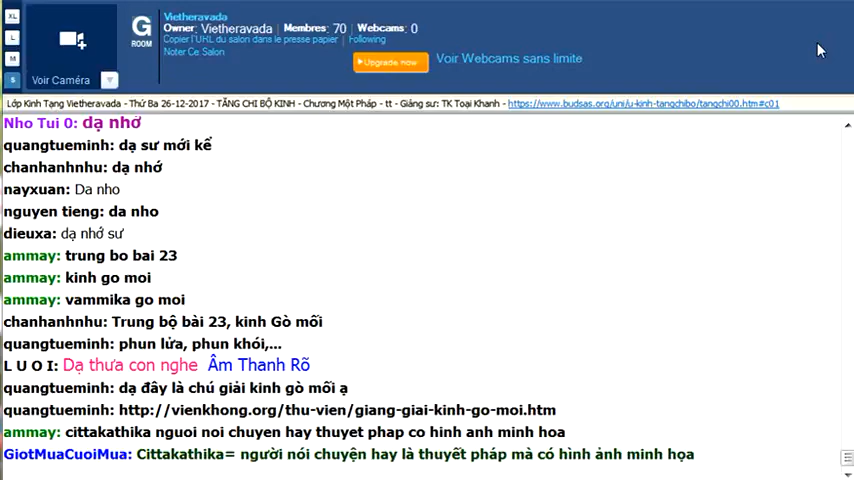 XL
L
M
S
Voir Caméra
G
ROOM
Vietheravada
Owner: Vietheravada | Membres: 70 | Webcams: 0
Copier l'URL du salon dans le presse papier | Following
Noter Ce Salon
Upgrade now
Voir Webcams sans limite
Lớp Kinh Tạng Vietheravada - Thứ Ba 26-12-2017 - TĂNG CHI BỘ KINH - Chương Một Pháp - tt - Giảng sư: TK Toại Khanh - https://www.budsas.org/uni/u-kinh-tangchibo/tangchi00.htm#c01
Nho Tui 0: dạ nhớ
quangtueminh: dạ sư mới kể
chanhanhnhu: dạ nhớ
nayxuan: Da nho
nguyen tieng: da nho
dieuxa: dạ nhớ sư
ammay: trung bo bai 23
ammay: kinh go moi
ammay: vammika go moi
chanhanhnhu: Trung bộ bài 23, kinh Gò mối
quangtueminh: phun lửa, phun khói,...
L U O I: Dạ thưa con nghe Âm Thanh Rõ
quangtueminh: dạ đây là chú giải kinh gò mối ạ
quangtueminh: http://vienkhong.org/thu-vien/giang-giai-kinh-go-moi.htm
ammay: cittakathika nguoi noi chuyen hay thuyet phap co hinh anh minh hoa
GiotMuaCuoiMua: Cittakathika= người nói chuyện hay là thuyết pháp mà có hình ảnh minh họa